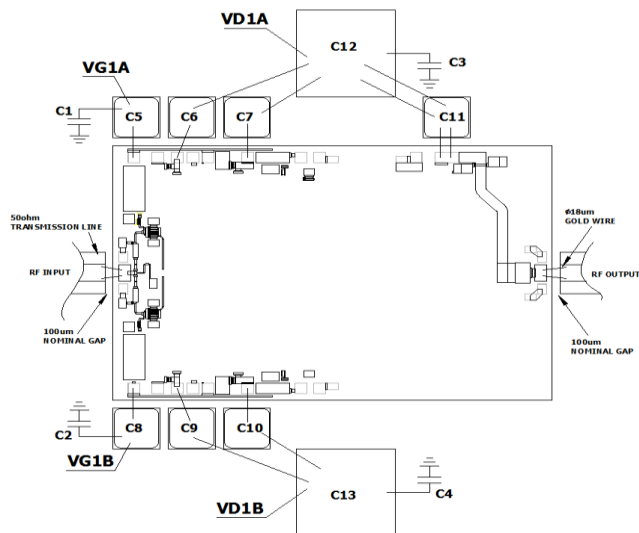 VD1A
C12
C3
VG1A
C1
C5
C6
C7
C11
50ohm
TRANSMISSION LINE
Ø18um
GOLD WIRE
RF INPUT
RF OUTPUT
100um
NOMINAL GAP
100um
NOMINAL GAP
C2
C8
C9
C10
VG1B
C13
C4
VD1B